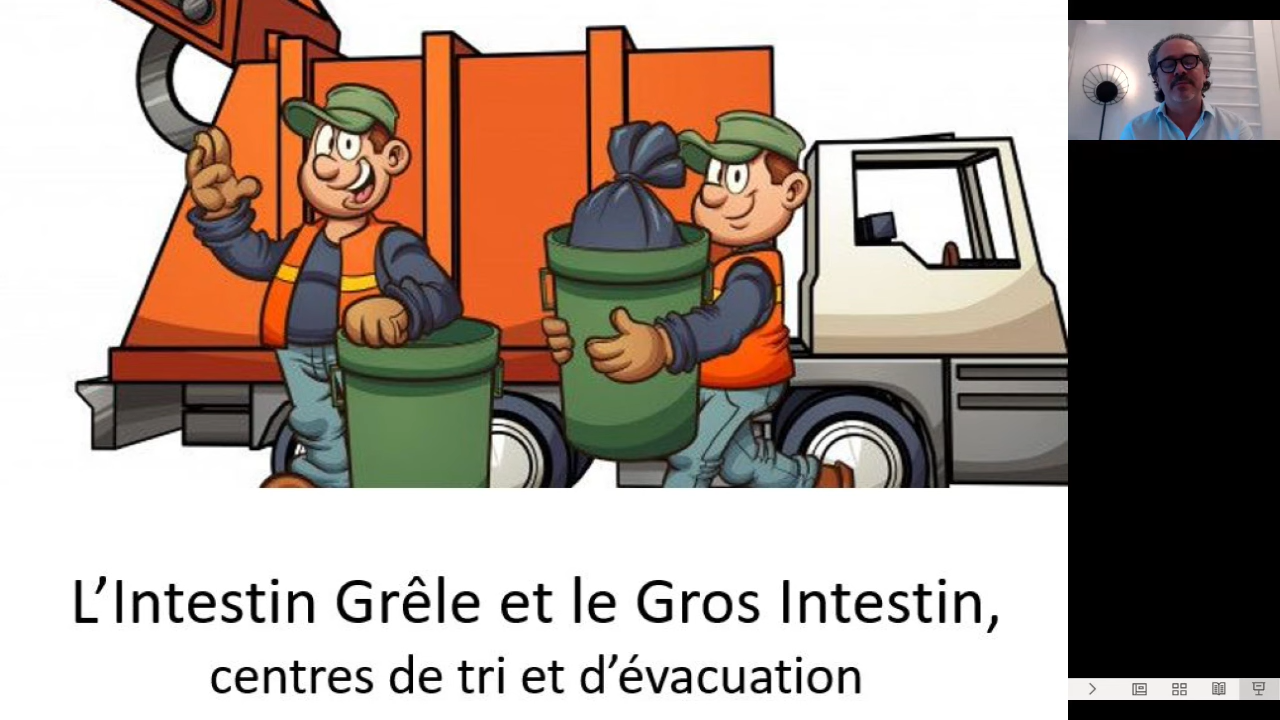 L’Intestin Grêle et le Gros Intestin,
centres de tri et d’évacuation